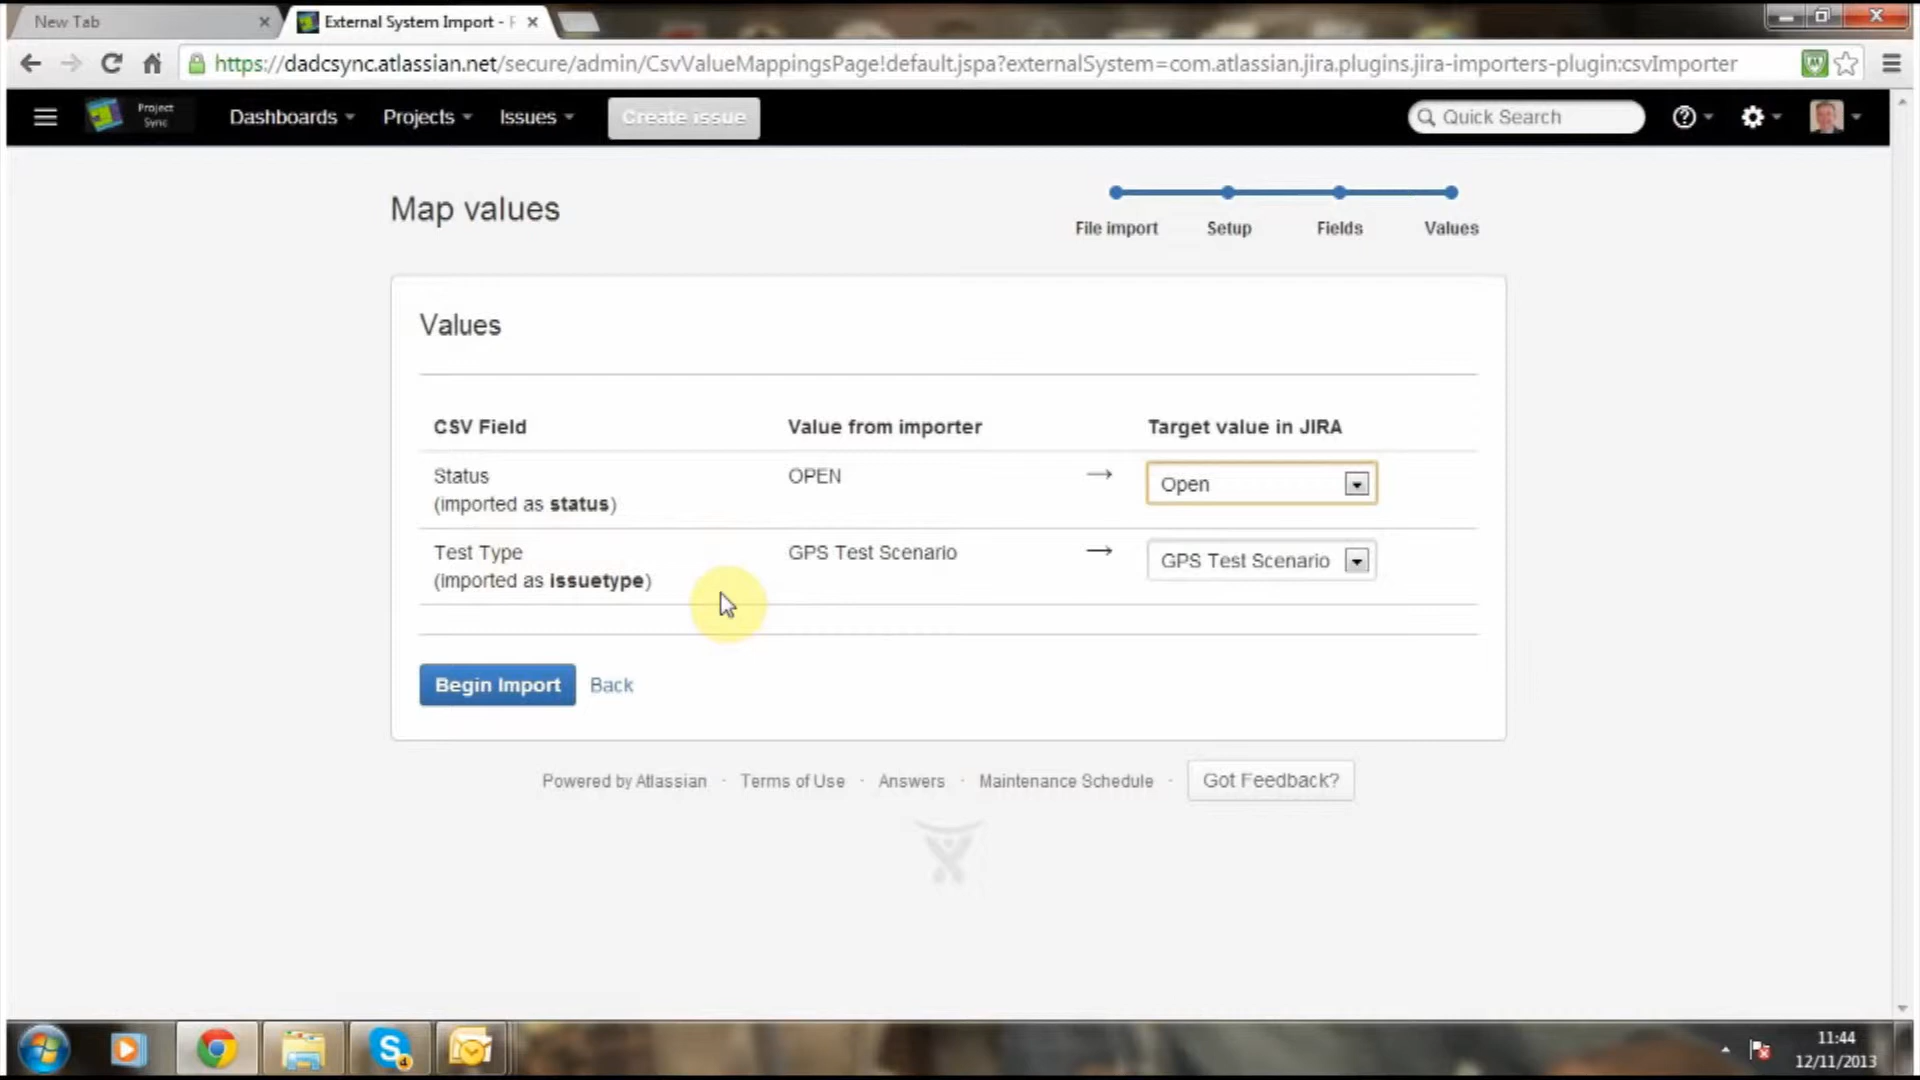 New Tab
External System Import -
https://dadcsync.atlassian.net/secure/admin/CsvValueMappingsPage!default.jspa?externalSystem=com.atlassian.jira.plugins.jira-importers-plugin:csvImporter
Project Sync
Dashboards Projects Issues Create issue Quick Search
Map values
File import Setup Fields Values
Values
CSV Field Value from importer Target value in JIRA
Status OPEN → Open
(imported as status)
Test Type GPS Test Scenario → GPS Test Scenario
(imported as issuetype)
Begin Import Back
Powered by Atlassian · Terms of Use · Answers · Maintenance Schedule · Got Feedback?
4
11:44
12/11/2013